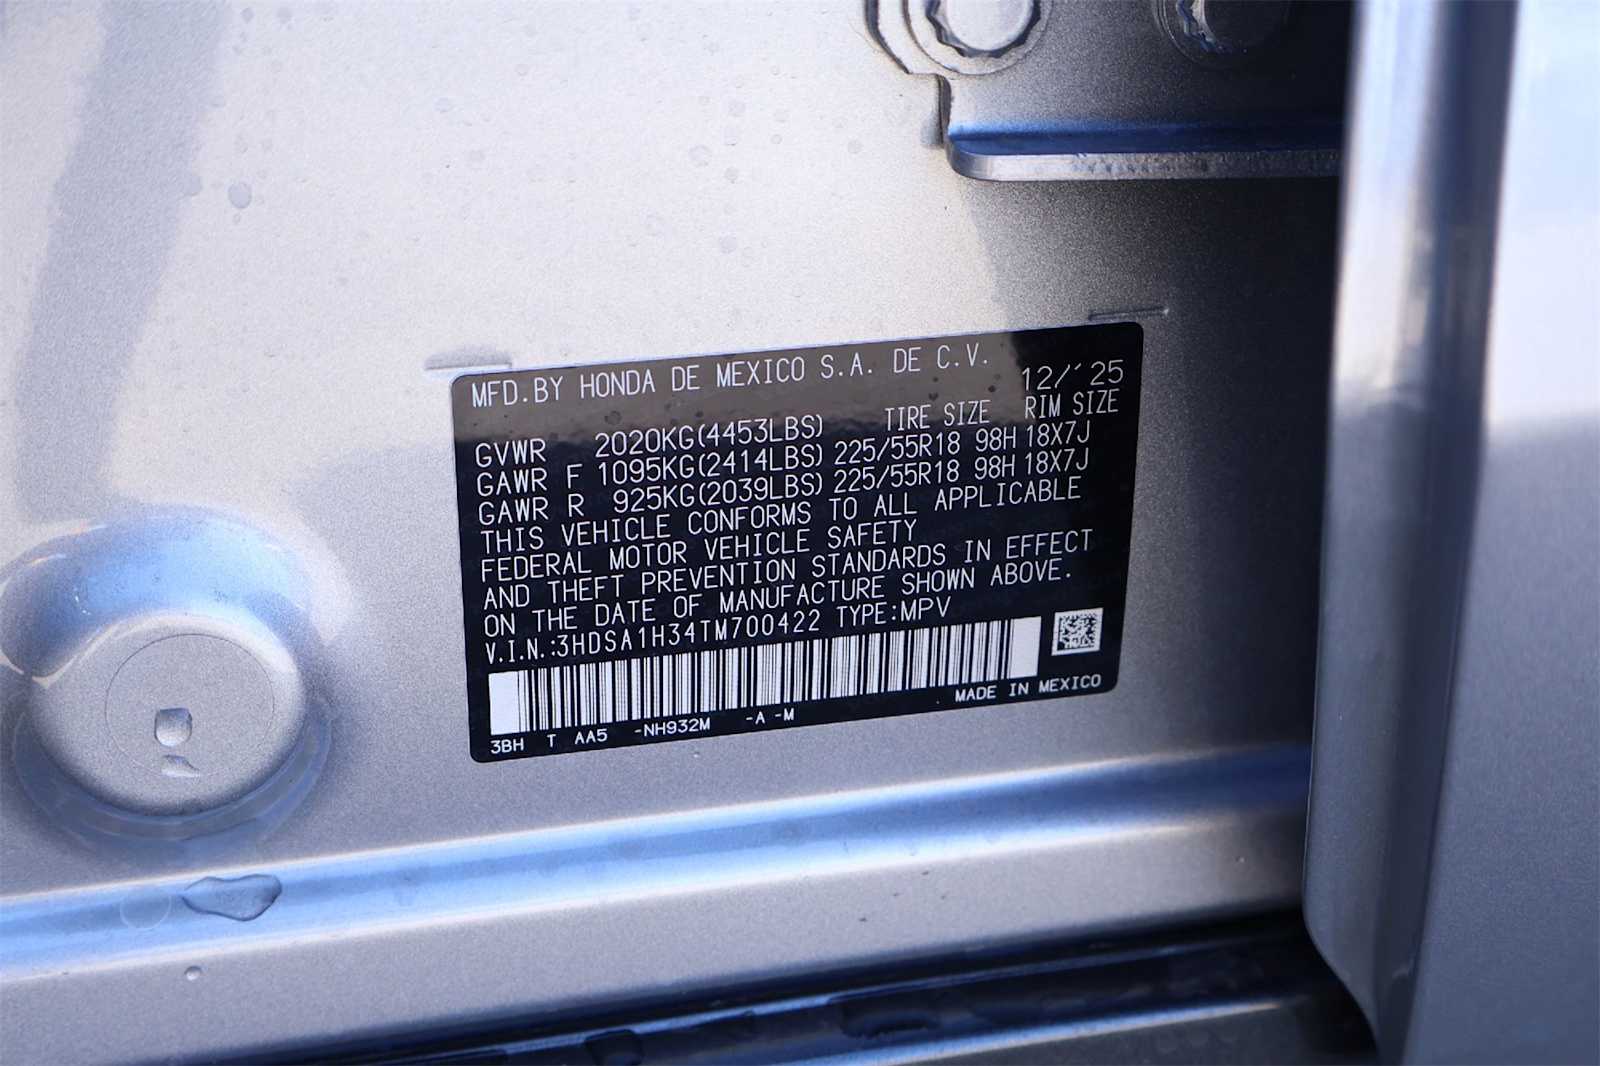 MFD.BY HONDA DE MEXICO S.A. DE C.V. 12/'25
TIRE SIZE RIM SIZE
GVWR 2020KG(4453LBS)
GAWR F 1095KG(2414LBS) 225/55R18 98H 18X7J
GAWR R 925KG(2039LBS) 225/55R18 98H 18X7J
THIS VEHICLE CONFORMS TO ALL APPLICABLE
FEDERAL MOTOR VEHICLE SAFETY
AND THEFT PREVENTION STANDARDS IN EFFECT
ON THE DATE OF MANUFACTURE SHOWN ABOVE.
V.I.N.:3HDSA1H34TM700422 TYPE:MPV
MADE IN MEXICO
3BH T AA5 -NH932M -A -M